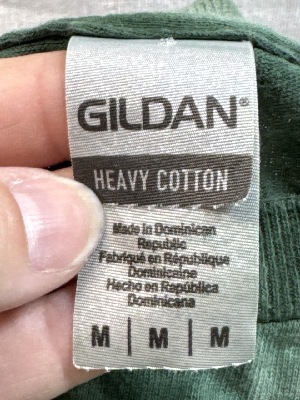 GILDAN®
HEAVY COTTON
Made in Dominican
Republic
Fabriqué en République
Dominicaine
Hecho en República
Dominicana
M | M | M